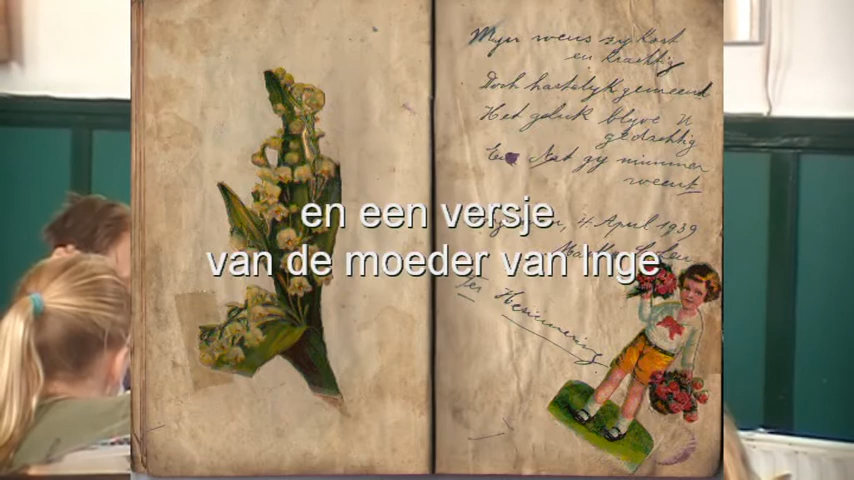 Mijn wens zy kort
en krachtig
Doch hartelyk gemeend
Het geluk blyve U
gedachtig
En dat gy nimmer
weent
en een versje
4 April 1939
van de moeder van Inge
ter Herinnering